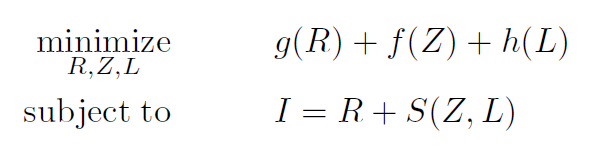 minimize g(R) + f(Z) + h(L)
R,Z,L
subject to I = R + S(Z, L)